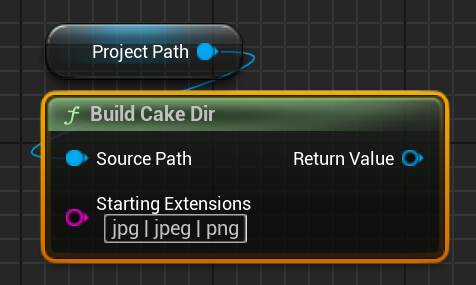 Project Path
f Build Cake Dir
Source Path Return Value
Starting Extensions
jpg | jpeg | png